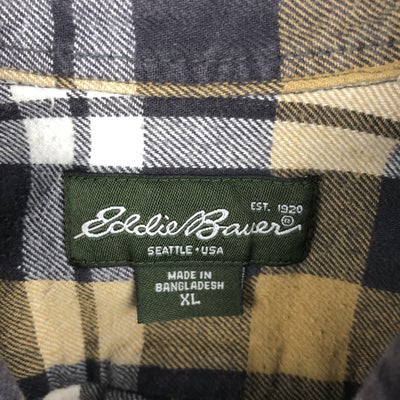 EST. 1920
Eddie Bauer®
SEATTLE • USA
MADE IN
BANGLADESH
XL